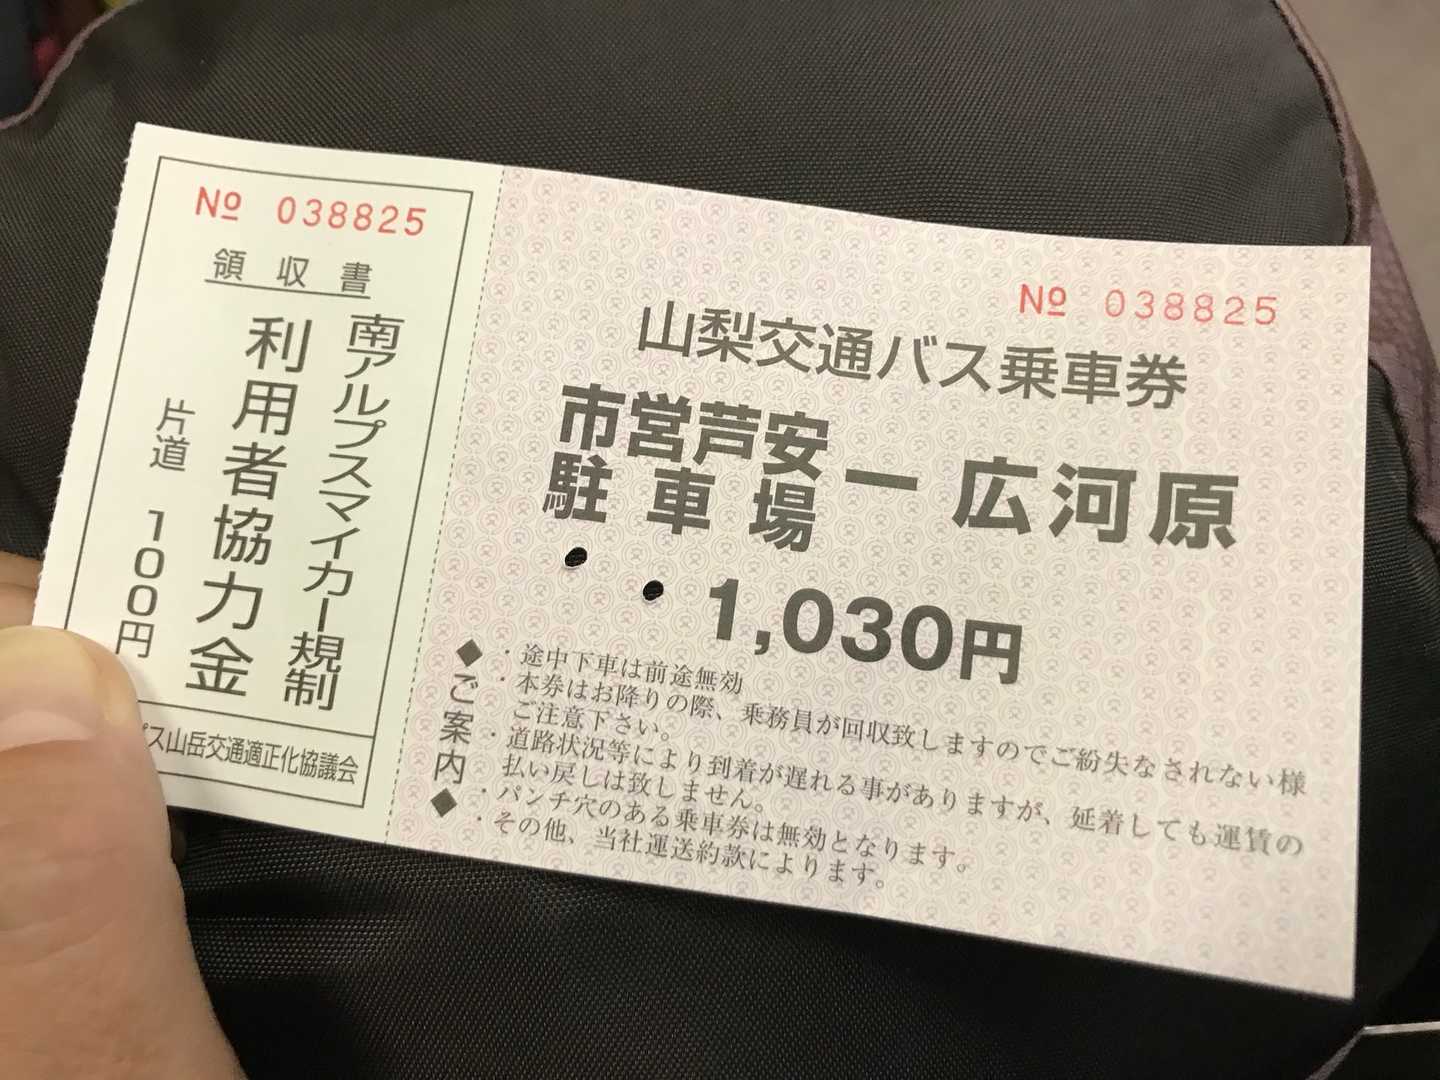 № 038825
領収書
南アルプスマイカー規制
利用者協力金
片道 100円
ス山岳交通適正化協議会
№ 038825
山梨交通バス乗車券
市営芦安
駐車場
ー広河原
1,030円
◆ご案内◆
・途中下車は前途無効
・本券はお降りの際、乗務員が回収致しますのでご紛失なされない様
ご注意下さい。
・道路状況等により到着が遅れる事がありますが、延着しても運賃の
払い戻しは致しません。
・パンチ穴のある乗車券は無効となります。
・その他、当社運送約款によります。